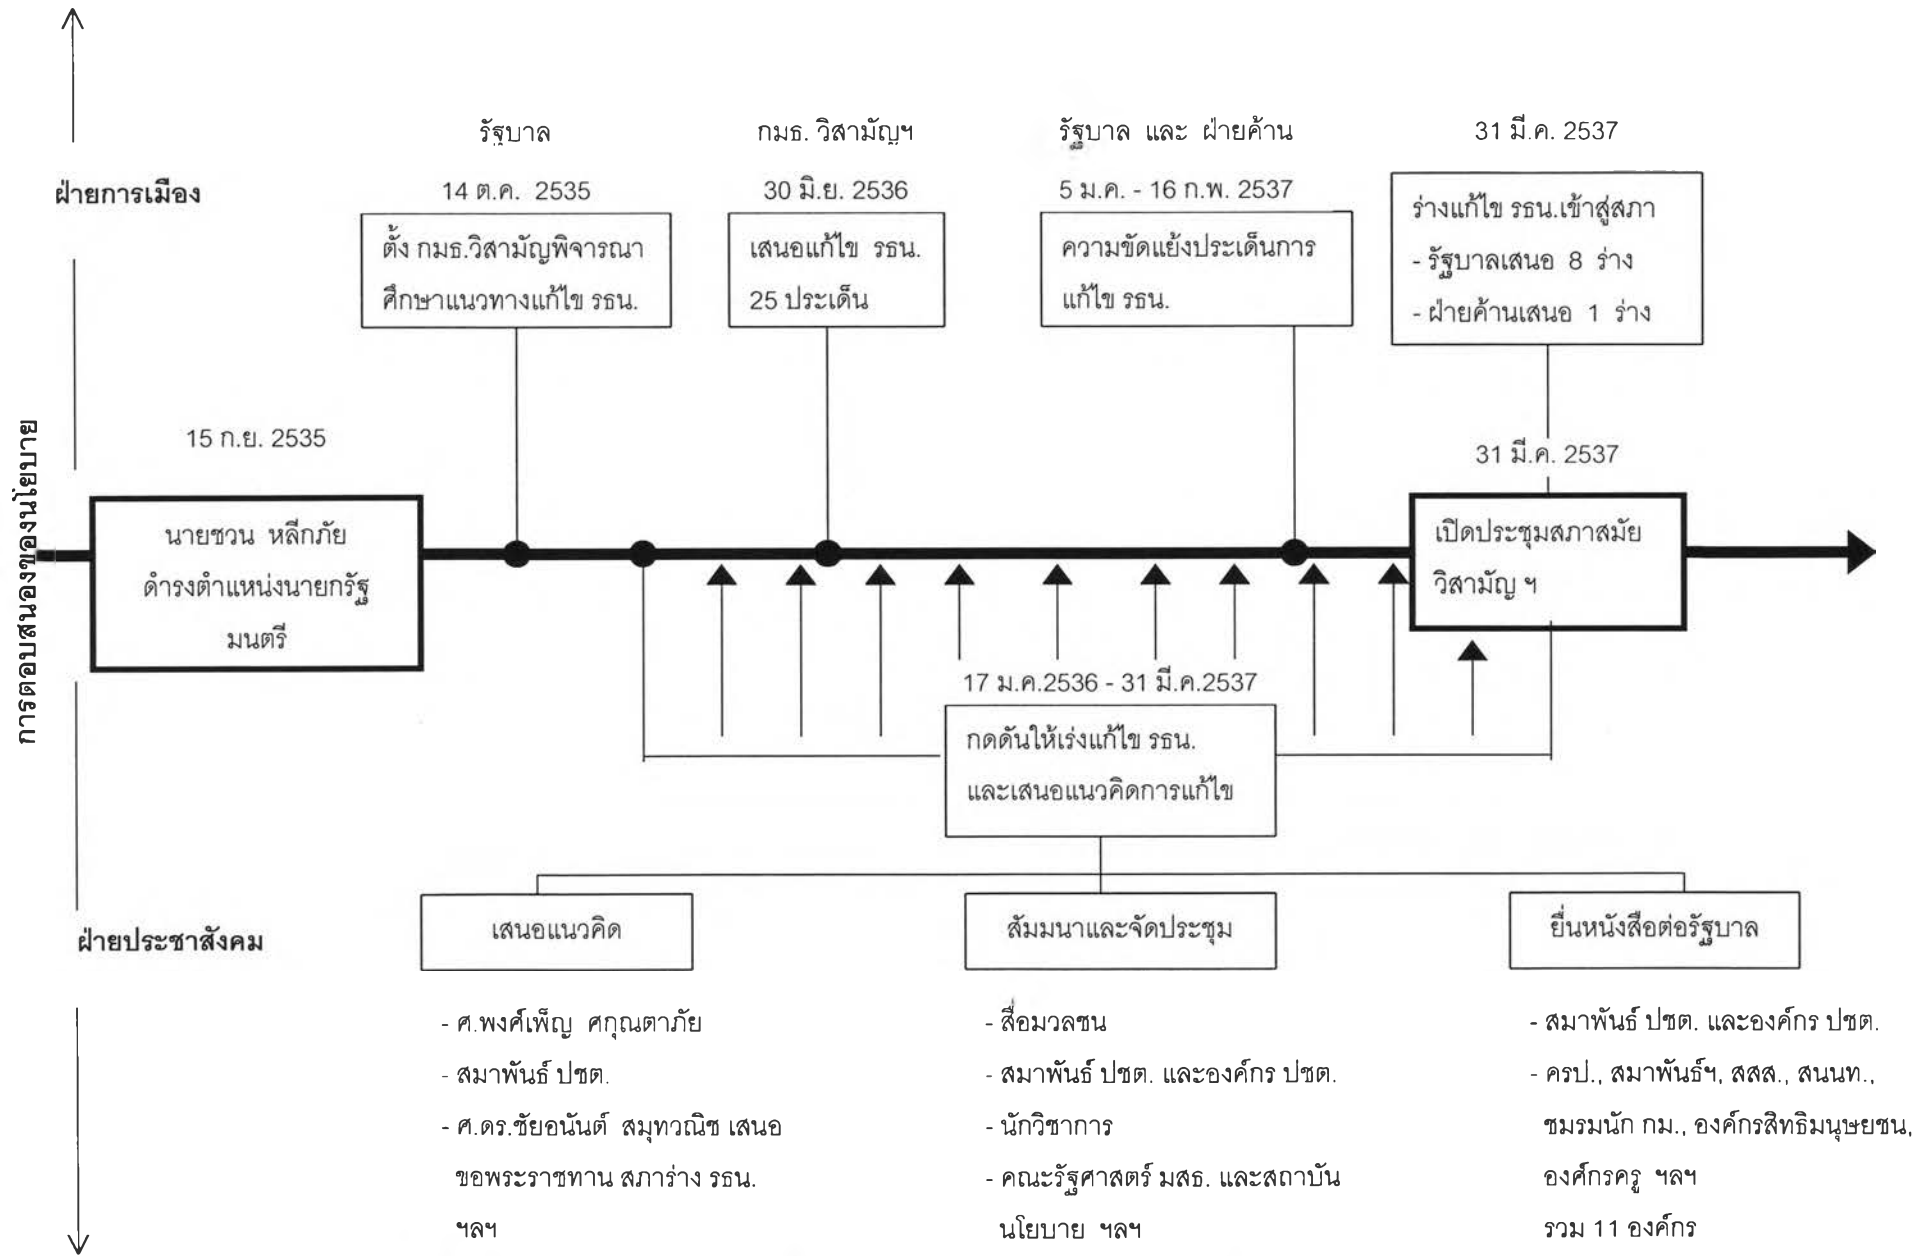 การตอบสนองของนโยบาย
ฝ่ายการเมือง
รัฐบาล
14 ต.ค. 2535
ตั้ง กมธ.วิสามัญพิจารณา
ศึกษาแนวทางแก้ไข รธน.
กมธ. วิสามัญฯ
30 มิ.ย. 2536
เสนอแก้ไข รธน.
25 ประเด็น
รัฐบาล และ ฝ่ายค้าน
5 ม.ค. - 16 ก.พ. 2537
ความขัดแย้งประเด็นการ
แก้ไข รธน.
31 มี.ค. 2537
ร่างแก้ไข รธน.เข้าสู่สภา
- รัฐบาลเสนอ 8 ร่าง
- ฝ่ายค้านเสนอ 1 ร่าง
15 ก.ย. 2535
นายชวน หลีกภัย
ดำรงตำแหน่งนายกรัฐ
มนตรี
31 มี.ค. 2537
เปิดประชุมสภาสมัย
วิสามัญ ฯ
17 ม.ค.2536 - 31 มี.ค.2537
กดดันให้เร่งแก้ไข รธน.
และเสนอแนวคิดการแก้ไข
ฝ่ายประชาสังคม
เสนอแนวคิด
- ศ.พงศ์เพ็ญ ศกุณตาภัย
- สมาพันธ์ ปชต.
- ศ.ดร.ชัยอนันต์ สมุทวณิช เสนอ
ขอพระราชทาน สภาร่าง รธน.
ฯลฯ
สัมมนาและจัดประชุม
- สื่อมวลชน
- สมาพันธ์ ปชต. และองค์กร ปชต.
- นักวิชาการ
- คณะรัฐศาสตร์ มสธ. และสถาบัน
นโยบาย ฯลฯ
ยื่นหนังสือต่อรัฐบาล
- สมาพันธ์ ปชต. และองค์กร ปชต.
- ครป., สมาพันธ์ฯ, สสส., สนนท.,
ชมรมนัก กม., องค์กรสิทธิมนุษยชน,
องค์กรครู ฯลฯ
รวม 11 องค์กร